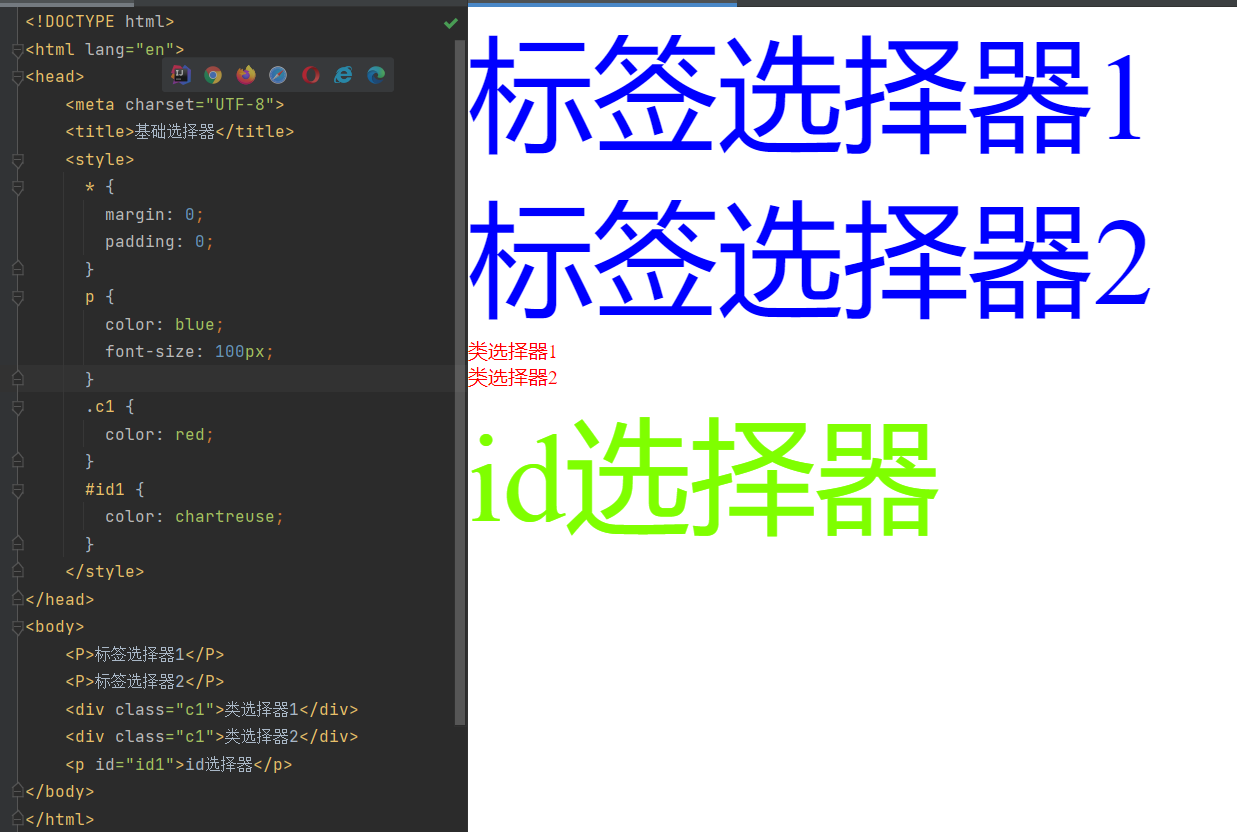 <!DOCTYPE html>
<html lang="en">
<head>
    <meta charset="UTF-8">
    <title>基础选择器</title>
    <style>
      * {
        margin: 0;
        padding: 0;
      }
      p {
        color: blue;
        font-size: 100px;
      }
      .c1 {
        color: red;
      }
      #id1 {
        color: chartreuse;
      }
    </style>
</head>
<body>
    <P>标签选择器1</P>
    <P>标签选择器2</P>
    <div class="c1">类选择器1</div>
    <div class="c1">类选择器2</div>
    <p id="id1">id选择器</p>
</body>
</html>
标签选择器1
标签选择器2
类选择器1
类选择器2
id选择器